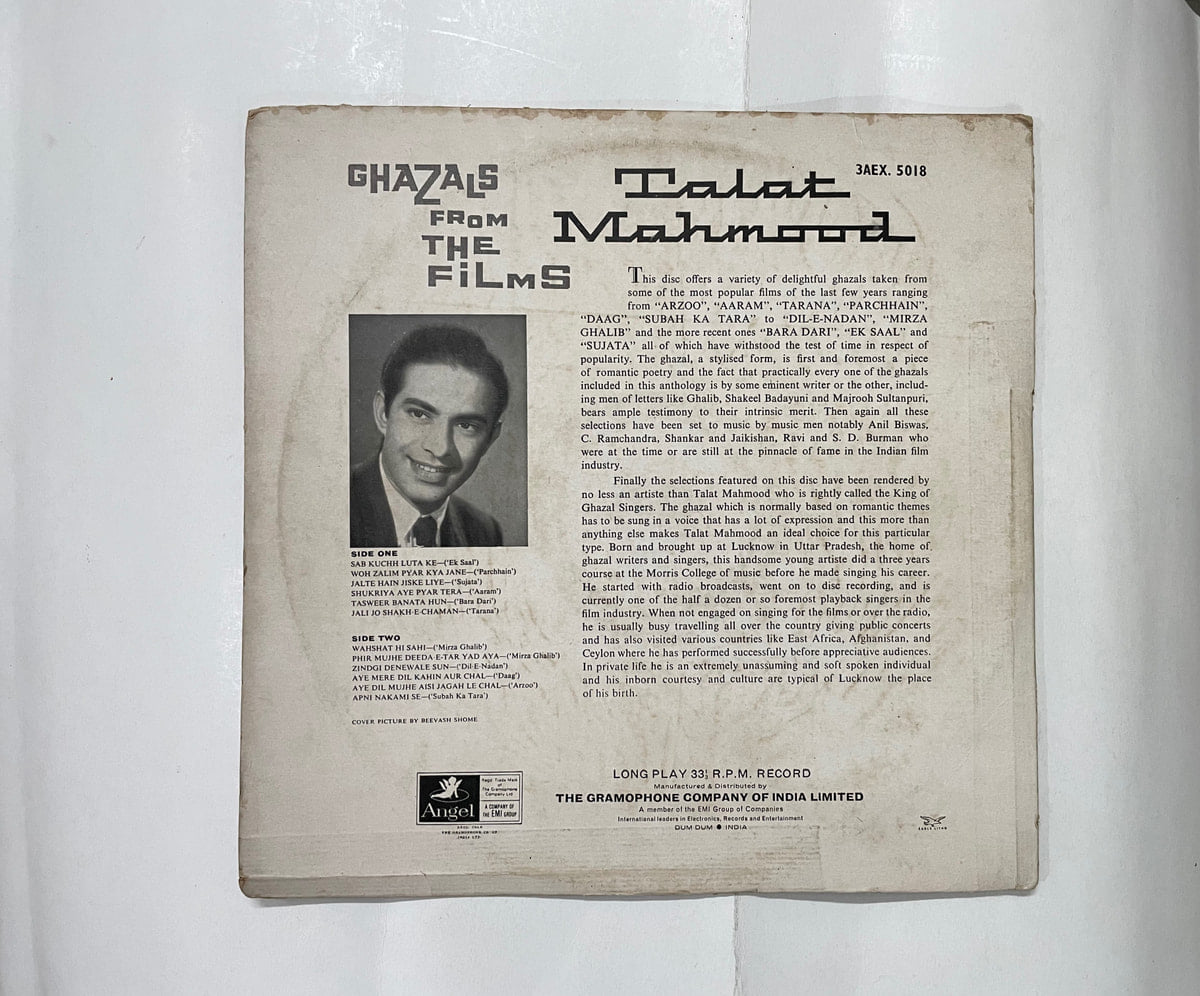 GHAZALS
FROM
THE
FiLMS
Talat
Mahmood
3AEX. 5018
This disc offers a variety of delightful ghazals taken from
some of the most popular films of the last few years ranging
from “ARZOO”, “AARAM”, “TARANA”, “PARCHHAIN”,
“DAAG”, “SUBAH KA TARA” to “DIL-E-NADAN”, “MIRZA
GHALIB” and the more recent ones “BARA DARI”, “EK SAAL” and
“SUJATA” all of which have withstood the test of time in respect of
popularity. The ghazal, a stylised form, is first and foremost a piece
of romantic poetry and the fact that practically every one of the ghazals
included in this anthology is by some eminent writer or the other, includ-
ing men of letters like Ghalib, Shakeel Badayuni and Majrooh Sultanpuri,
bears ample testimony to their intrinsic merit. Then again all these
selections have been set to music by music men notably Anil Biswas,
C. Ramchandra, Shankar and Jaikishan, Ravi and S. D. Burman who
were at the time or are still at the pinnacle of fame in the Indian film
industry.
Finally the selections featured on this disc have been rendered by
no less an artiste than Talat Mahmood who is rightly called the King of
Ghazal Singers. The ghazal which is normally based on romantic themes
has to be sung in a voice that has a lot of expression and this more than
anything else makes Talat Mahmood an ideal choice for this particular
type. Born and brought up at Lucknow in Uttar Pradesh, the home of
ghazal writers and singers, this handsome young artiste did a three years
course at the Morris College of music before he made singing his career.
He started with radio broadcasts, went on to disc recording, and is
currently one of the half a dozen or so foremost playback singers in the
film industry. When not engaged on singing for the films or over the radio,
he is usually busy travelling all over the country giving public concerts
and has also visited various countries like East Africa, Afghanistan, and
Ceylon where he has performed successfully before appreciative audiences.
In private life he is an extremely unassuming and soft spoken individual
and his inborn courtesy and culture are typical of Lucknow the place
of his birth.
SIDE ONE
SAB KUCHH LUTA KE—(‘Ek Saal’)
WOH ZALIM PYAR KYA JANE—(‘Parchhain’)
JALTE HAIN JISKE LIYE—(‘Sujata’)
SHUKRIYA AYE PYAR TERA—(‘Aaram’)
TASWEER BANATA HUN—(‘Bara Dari’)
JALI JO SHAKH-E-CHAMAN—(‘Tarana’)
SIDE TWO
WAHSHAT HI SAHI—(‘Mirza Ghalib’)
PHIR MUJHE DEEDA-E-TAR YAD AYA—(‘Mirza Ghalib’)
ZINDGI DENEWALE SUN—(‘Dil-E-Nadan’)
AYE MERE DIL KAHIN AUR CHAL—(‘Daag’)
AYE DIL MUJHE AISI JAGAH LE CHAL—(‘Arzoo’)
APNI NAKAMI SE—(‘Subah Ka Tara’)
COVER PICTURE BY BEEVASH SHOME
Angel
Regd. Trade Mark
of
The Gramophone
Company Ltd
A COMPANY OF
THE EMI GROUP
LONG PLAY 33⅓ R.P.M. RECORD
Manufactured & Distributed by
THE GRAMOPHONE COMPANY OF INDIA LIMITED
A member of the EMI Group of Companies
International leaders in Electronics, Records and Entertainment
DUM DUM ● INDIA
EAGLE LITHO